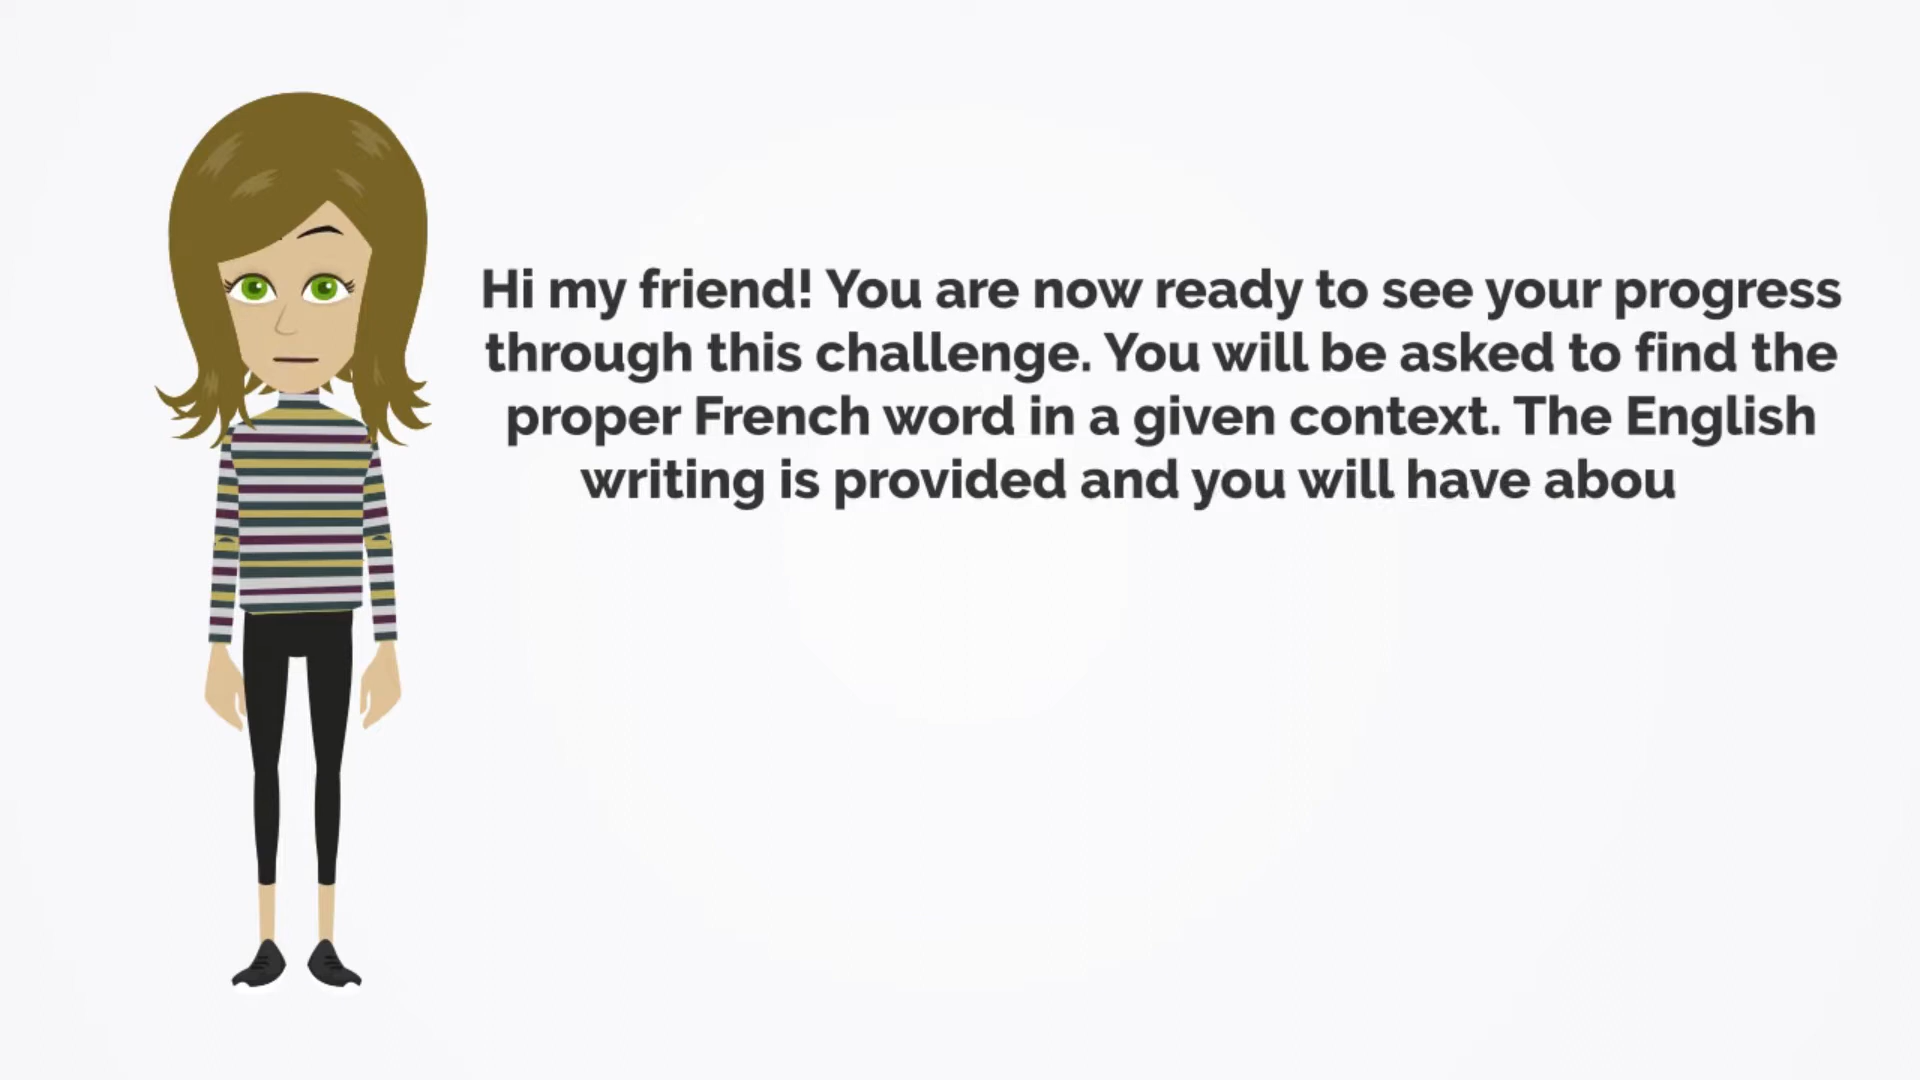 Hi my friend! You are now ready to see your progress
through this challenge. You will be asked to find the
proper French word in a given context. The English
writing is provided and you will have abou